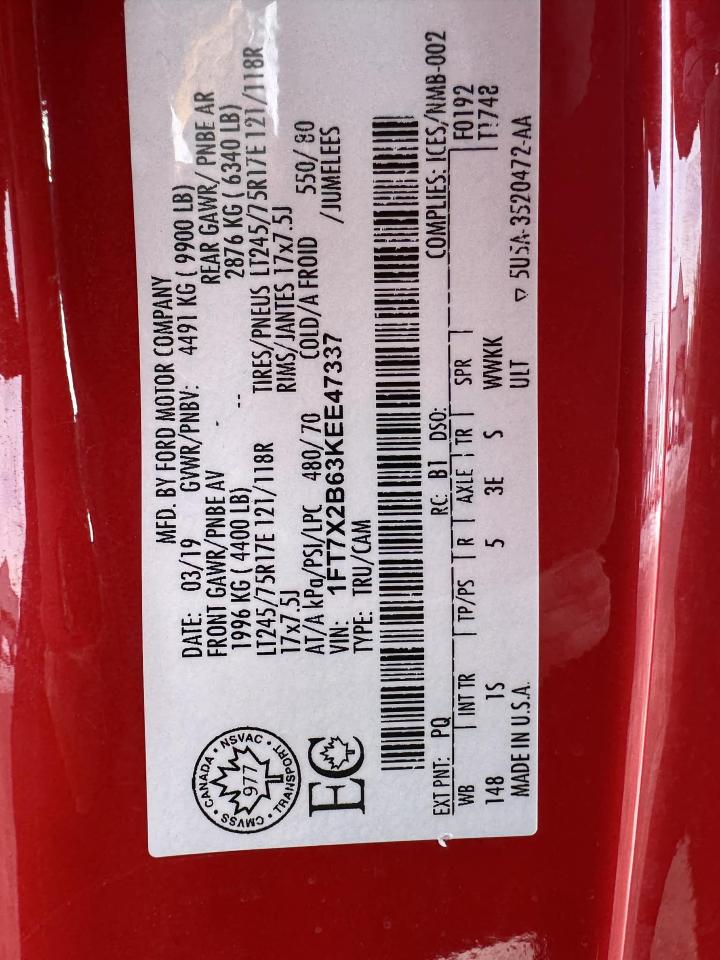 MFD. BY FORD MOTOR COMPANY
DATE: 03/19 GVWR/PNBV: 4491 KG ( 9900 LB)
FRONT GAWR/PNBE AV REAR GAWR/ PNBE AR
1996 KG ( 4400 LB) -- 2876 KG ( 6340 LB)
LT245/75R17E 121/118R TIRES/PNEUS LT245/75R17E 121/118R
17x7.5J RIMS/JANTES 17x7.5J
AT/A kPa/PSI/LPC 480/ 70 COLD/A FROID 550/ 80
VIN: 1FT7X2B63KEE47337 /JUMELEES
TYPE: TRU/CAM
CANADA • NSVAC • TRANSPORT • CMVSS •
977
EC
EXT PNT: PQ RC: B1 DSO: COMPLIES: ICES/NMB-002
WB INT TR TP/PS R AXLE TR SPR F0192
148 1S 5 3E S WWKK T1748
MADE IN U.S.A. ULT ▽ 5U5A-3520472-AA